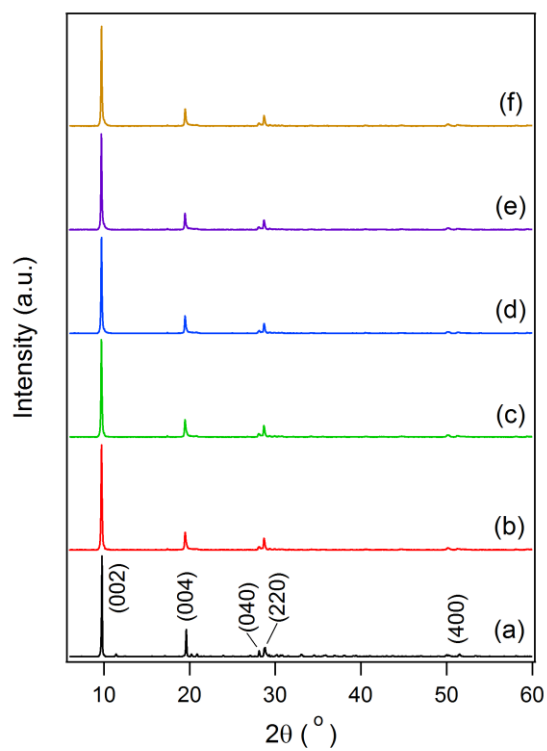 Intensity (a.u.)
(f)
(e)
(d)
(c)
(b)
(a)
(002)
(004)
(040)
(220)
(400)
10 20 30 40 50 60
2θ ( ° )